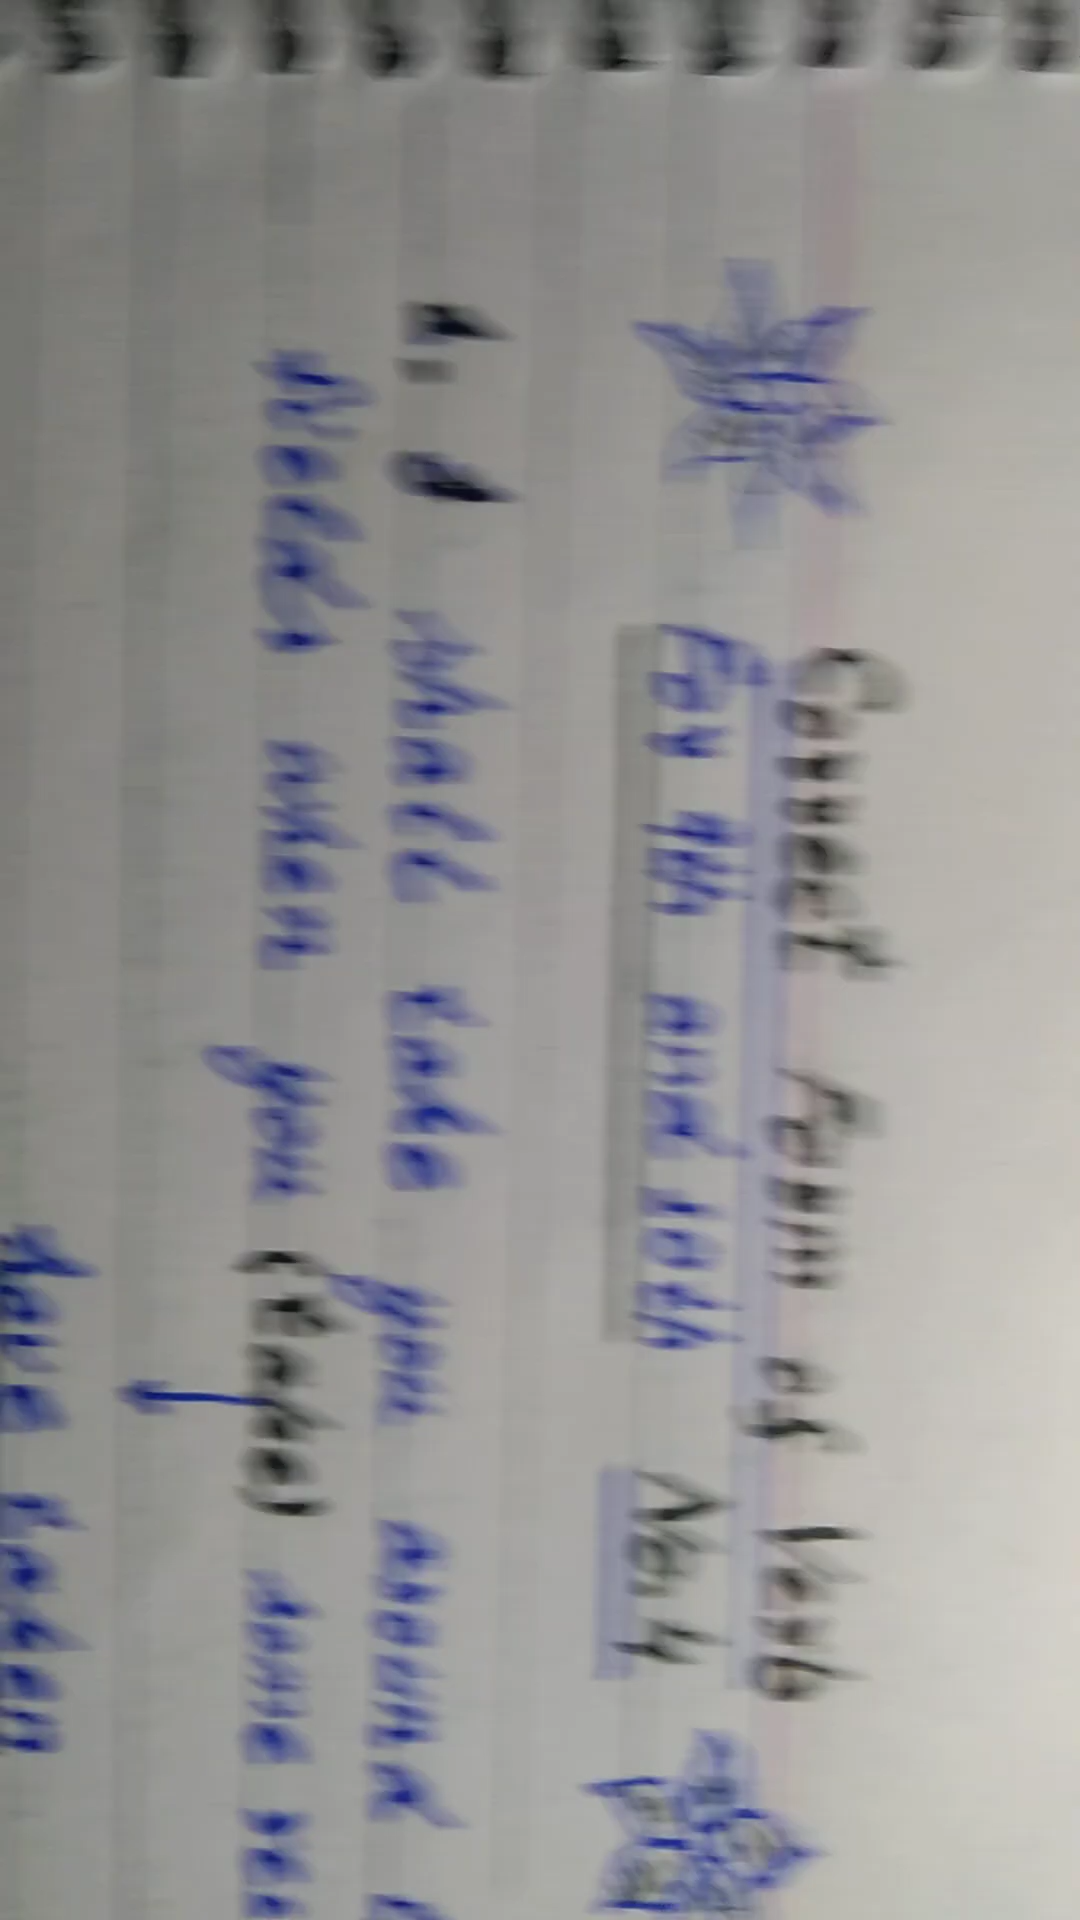 Correct Form of Verb
For 9th and 10th No: 4
1. I shall take you around
Noida when you (take) some
have taken